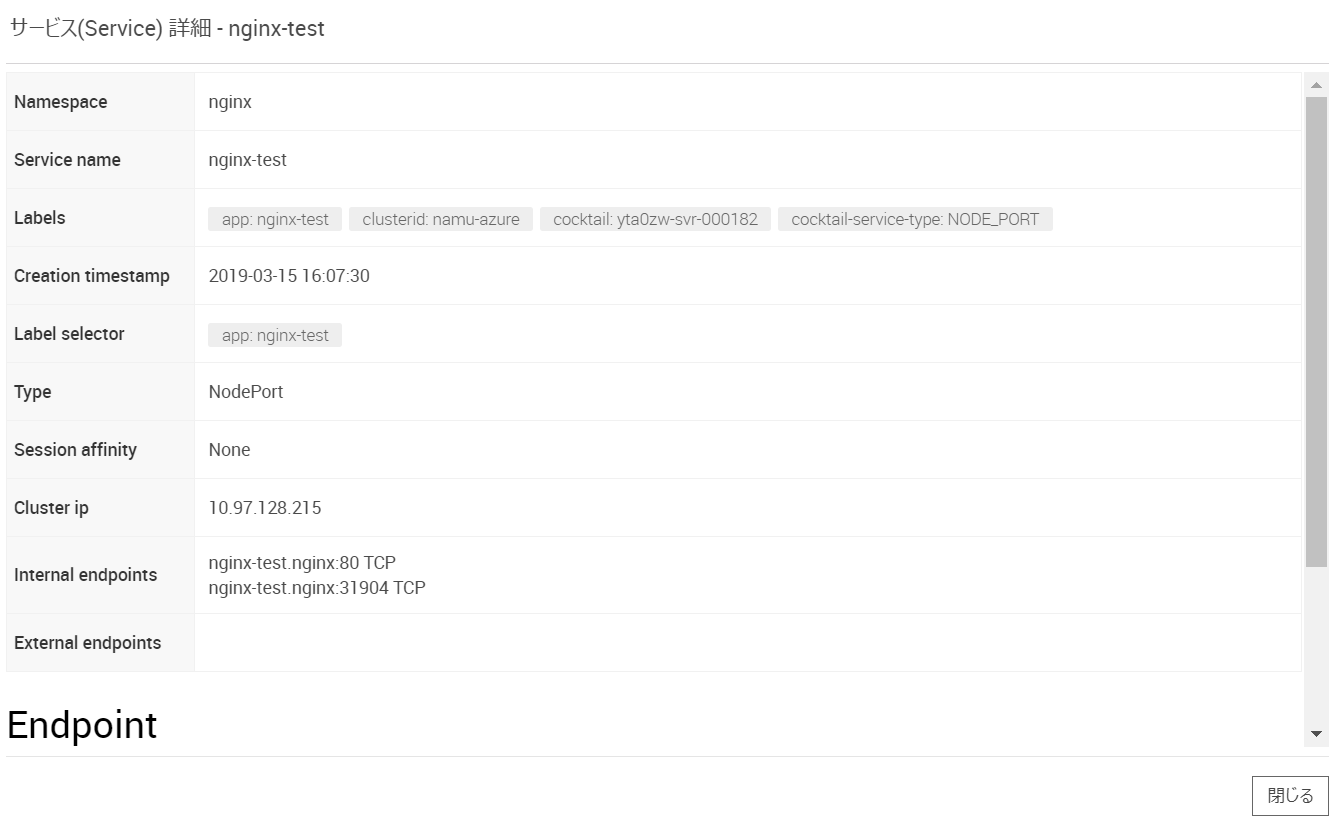 サービス(Service) 詳細 - nginx-test
Namespace nginx
Service name nginx-test
Labels app: nginx-test clusterid: namu-azure cocktail: yta0zw-svr-000182 cocktail-service-type: NODE_PORT
Creation timestamp 2019-03-15 16:07:30
Label selector app: nginx-test
Type NodePort
Session affinity None
Cluster ip 10.97.128.215
Internal endpoints nginx-test.nginx:80 TCP
nginx-test.nginx:31904 TCP
External endpoints
Endpoint
閉じる